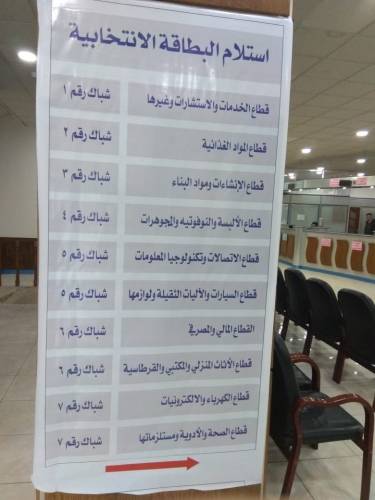 استلام البطاقة الانتخابية
قطاع الخدمات والاستشارات وغيرها شباك رقم ١
قطاع المواد الغذائية شباك رقم ٢
قطاع الإنشاءات ومواد البناء شباك رقم ٣
قطاع الألبسة والنوفوتيه والمجوهرات شباك رقم ٤
قطاع الاتصالات وتكنولوجيا المعلومات شباك رقم ٥
قطاع السيارات والآليات الثقيلة ولوازمها شباك رقم ٥
القطاع المالي والمصرفي شباك رقم ٦
قطاع الأثاث المنزلي والمكتبي والقرطاسية شباك رقم ٦
قطاع الكهرباء والالكترونيات شباك رقم ٧
قطاع الصحة والأدوية ومستلزماتها شباك رقم ٧